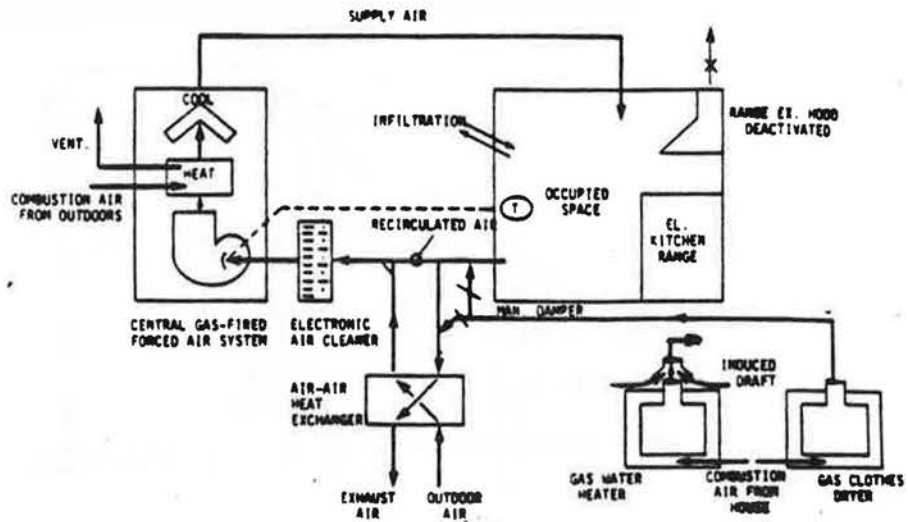 SUPPLY AIR
COOL
VENT.
HEAT
COMBUSTION AIR
FROM OUTDOORS
INFILTRATION
RANGE EX. HOOD
DEACTIVATED
OCCUPIED
SPACE
T
RECIRCULATED AIR
EL.
KITCHEN
RANGE
CENTRAL GAS-FIRED
FORCED AIR SYSTEM
ELECTRONIC
AIR CLEANER
MAN. DAMPER
AIR-AIR
HEAT
EXCHANGER
INDUCED
DRAFT
EXHAUST
AIR
OUTDOOR
AIR
GAS WATER
HEATER
COMBUSTION
AIR FROM
HOUSE
GAS CLOTHES
DRYER